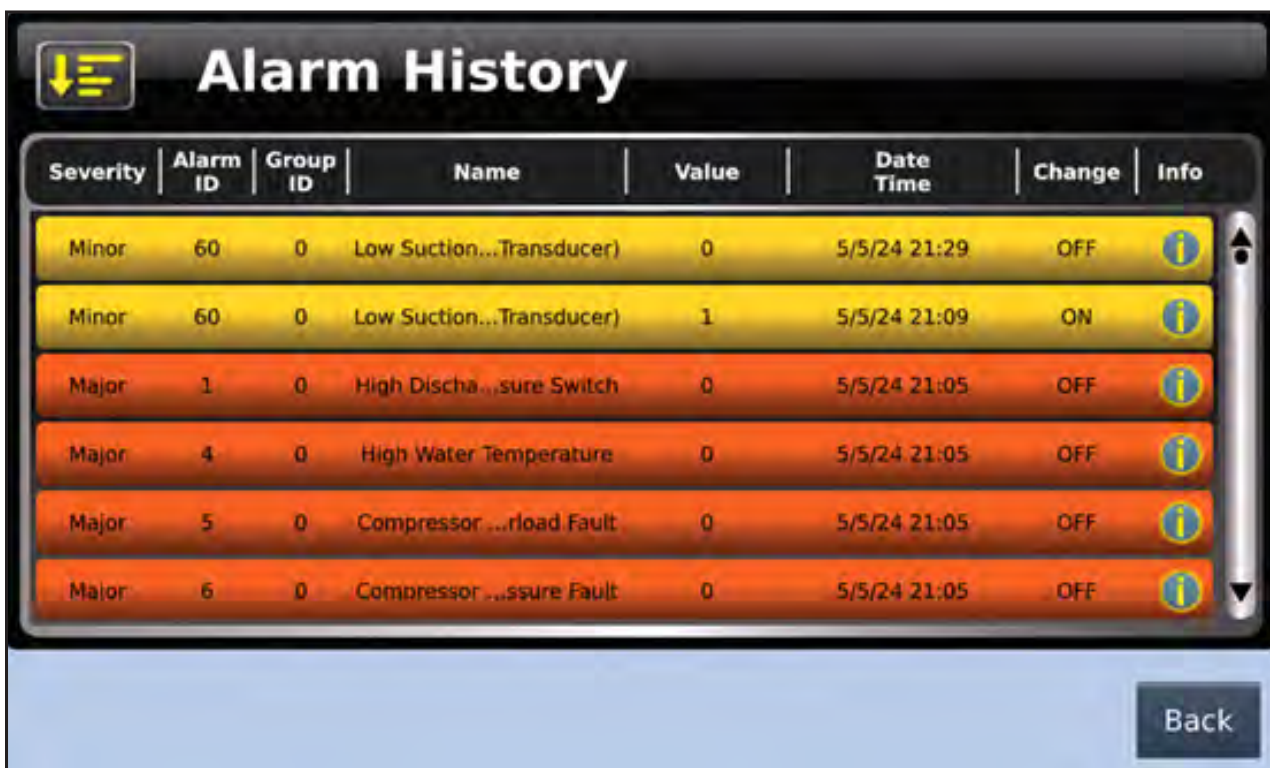 Alarm History
Severity Alarm ID Group ID Name Value Date Time Change Info
Minor 60 0 Low Suction...Transducer) 0 5/5/24 21:29 OFF i
Minor 60 0 Low Suction...Transducer) 1 5/5/24 21:09 ON i
Major 1 0 High Discha...sure Switch 0 5/5/24 21:05 OFF i
Major 4 0 High Water Temperature 0 5/5/24 21:05 OFF i
Major 5 0 Compressor ...rload Fault 0 5/5/24 21:05 OFF i
Major 6 0 Compressor ...ssure Fault 0 5/5/24 21:05 OFF i
Back